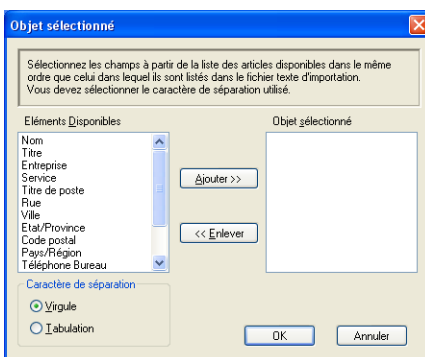 Objet sélectionné
Sélectionnez les champs à partir de la liste des articles disponibles dans le même
ordre que celui dans lequel ils sont listés dans le fichier texte d'importation.
Vous devez sélectionner le caractère de séparation utilisé.
Eléments Disponibles
Objet sélectionné
Nom
Titre
Entreprise
Service
Titre de poste
Rue
Ville
Etat/Province
Code postal
Pays/Région
Téléphone Bureau
Ajouter >>
<< Enlever
Caractère de séparation
Virgule
Tabulation
OK
Annuler